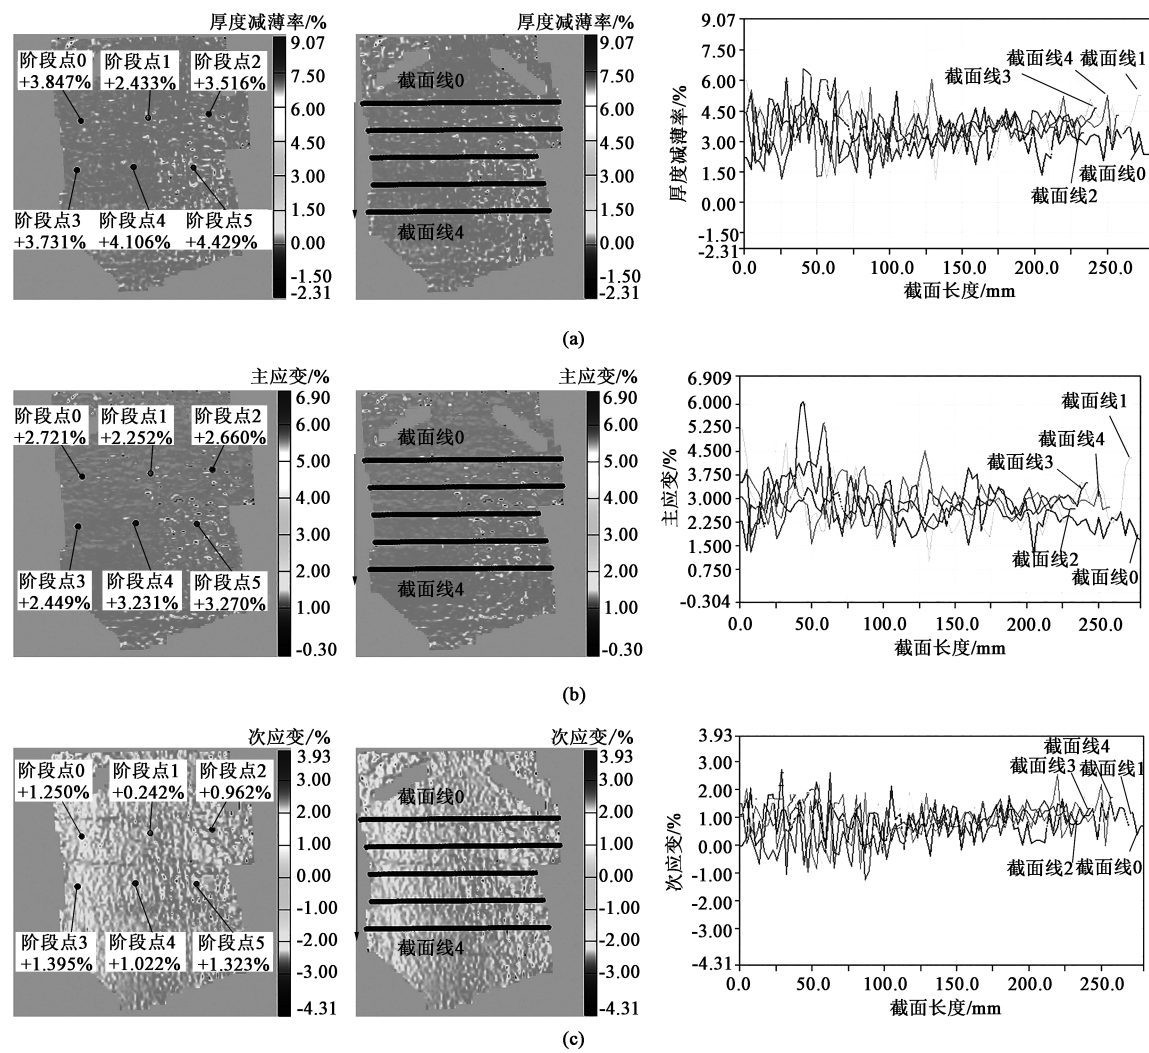 厚度减薄率/%
阶段点0
+3.847%
阶段点1
+2.433%
阶段点2
+3.516%
阶段点3
+3.731%
阶段点4
+4.106%
阶段点5
+4.429%
9.07
7.50
6.00
4.50
3.00
1.50
0.00
-1.50
-2.31
厚度减薄率/%
截面线0
截面线4
9.07
7.50
6.00
4.50
3.00
1.50
0.00
-1.50
-2.31
厚度减薄率/%
9.07
7.50
6.00
4.50
3.00
1.50
0.00
-1.50
-2.31
截面线4
截面线1
截面线3
截面线0
截面线2
0.0
50.0
100.0
150.0
200.0
250.0
截面长度/mm
(a)
主应变/%
阶段点0
+2.721%
阶段点1
+2.252%
阶段点2
+2.660%
阶段点3
+2.449%
阶段点4
+3.231%
阶段点5
+3.270%
6.90
5.00
4.00
3.00
2.00
1.00
-0.30
主应变/%
截面线0
截面线4
6.90
5.00
4.00
3.00
2.00
1.00
-0.30
主应变/%
6.909
6.000
5.250
4.500
3.750
3.000
2.250
1.500
0.750
-0.304
截面线1
截面线4
截面线3
截面线2
截面线0
0.0
50.0
100.0
150.0
200.0
250.0
截面长度/mm
(b)
次应变/%
阶段点0
+1.250%
阶段点1
+0.242%
阶段点2
+0.962%
阶段点3
+1.395%
阶段点4
+1.022%
阶段点5
+1.323%
3.93
3.00
2.00
1.00
0.00
-1.00
-2.00
-3.00
-4.31
次应变/%
截面线0
截面线4
3.93
3.00
2.00
1.00
0.00
-1.00
-2.00
-3.00
-4.31
次应变/%
3.93
3.00
2.00
1.00
0.00
-1.00
-2.00
-3.00
-4.31
截面线4
截面线3
截面线1
截面线2
截面线0
0.0
50.0
100.0
150.0
200.0
250.0
截面长度/mm
(c)